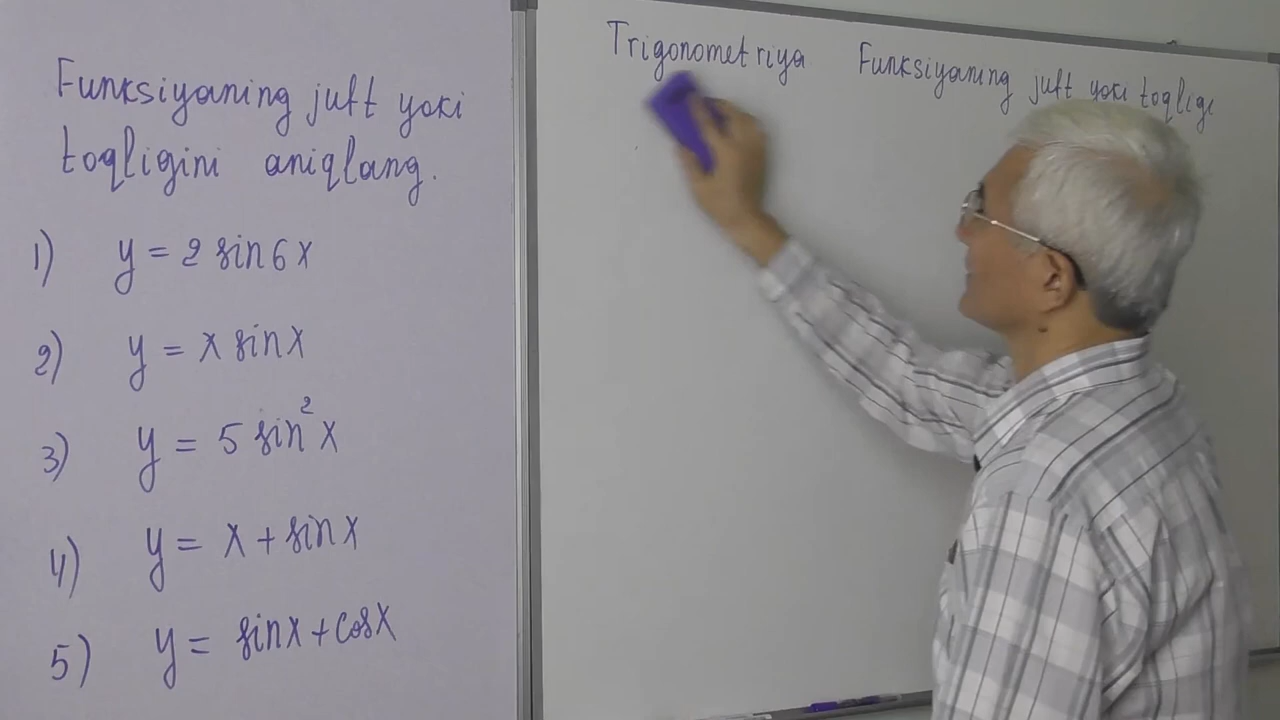 Funksiyaning juft yoki
toqligini aniqlang.
1) y = 2 sin 6x
2) y = x sin x
3) y = 5 sin² x
4) y = x + sin x
5) y = sin x + cos x
Trigonometriya Funksiyaning juft yoki toqligi